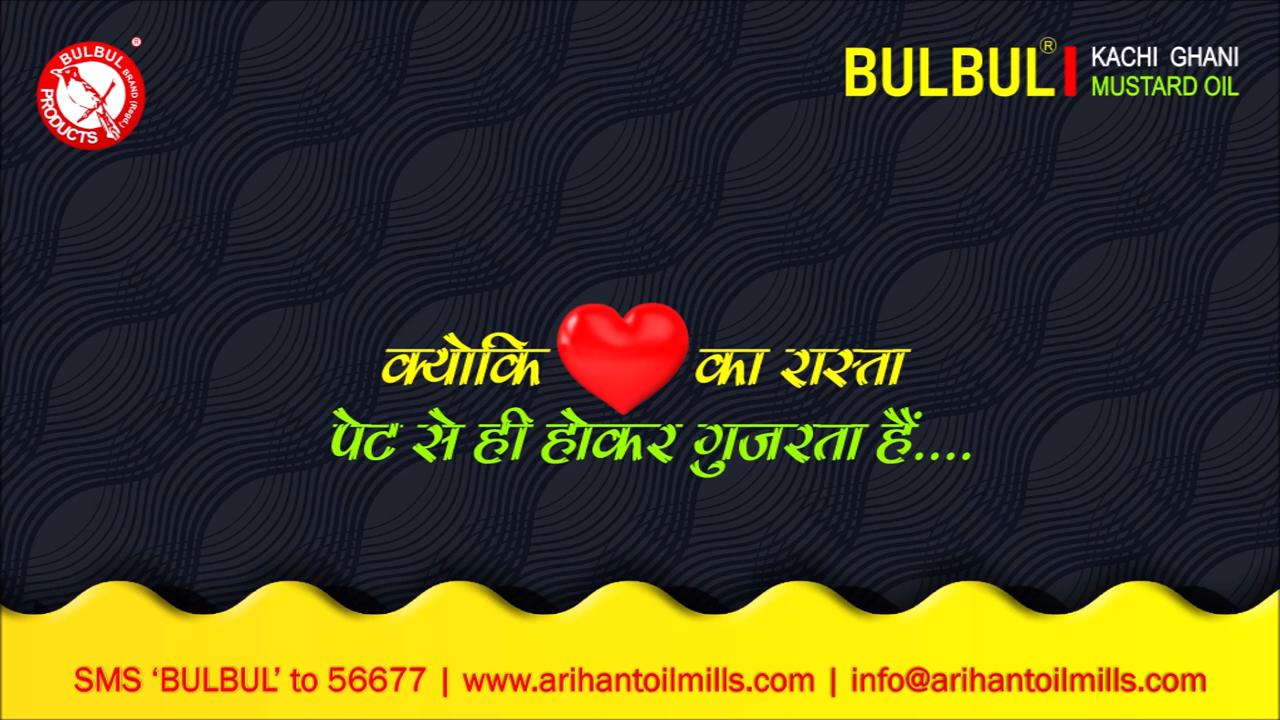 BULBUL BRAND (Regd.)
PRODUCTS
®
BULBUL®
KACHI GHANI
MUSTARD OIL
क्योकि का रास्ता
पेट से ही होकर गुजरता हैं....
SMS ‘BULBUL’ to 56677 | www.arihantoilmills.com | info@arihantoilmills.com